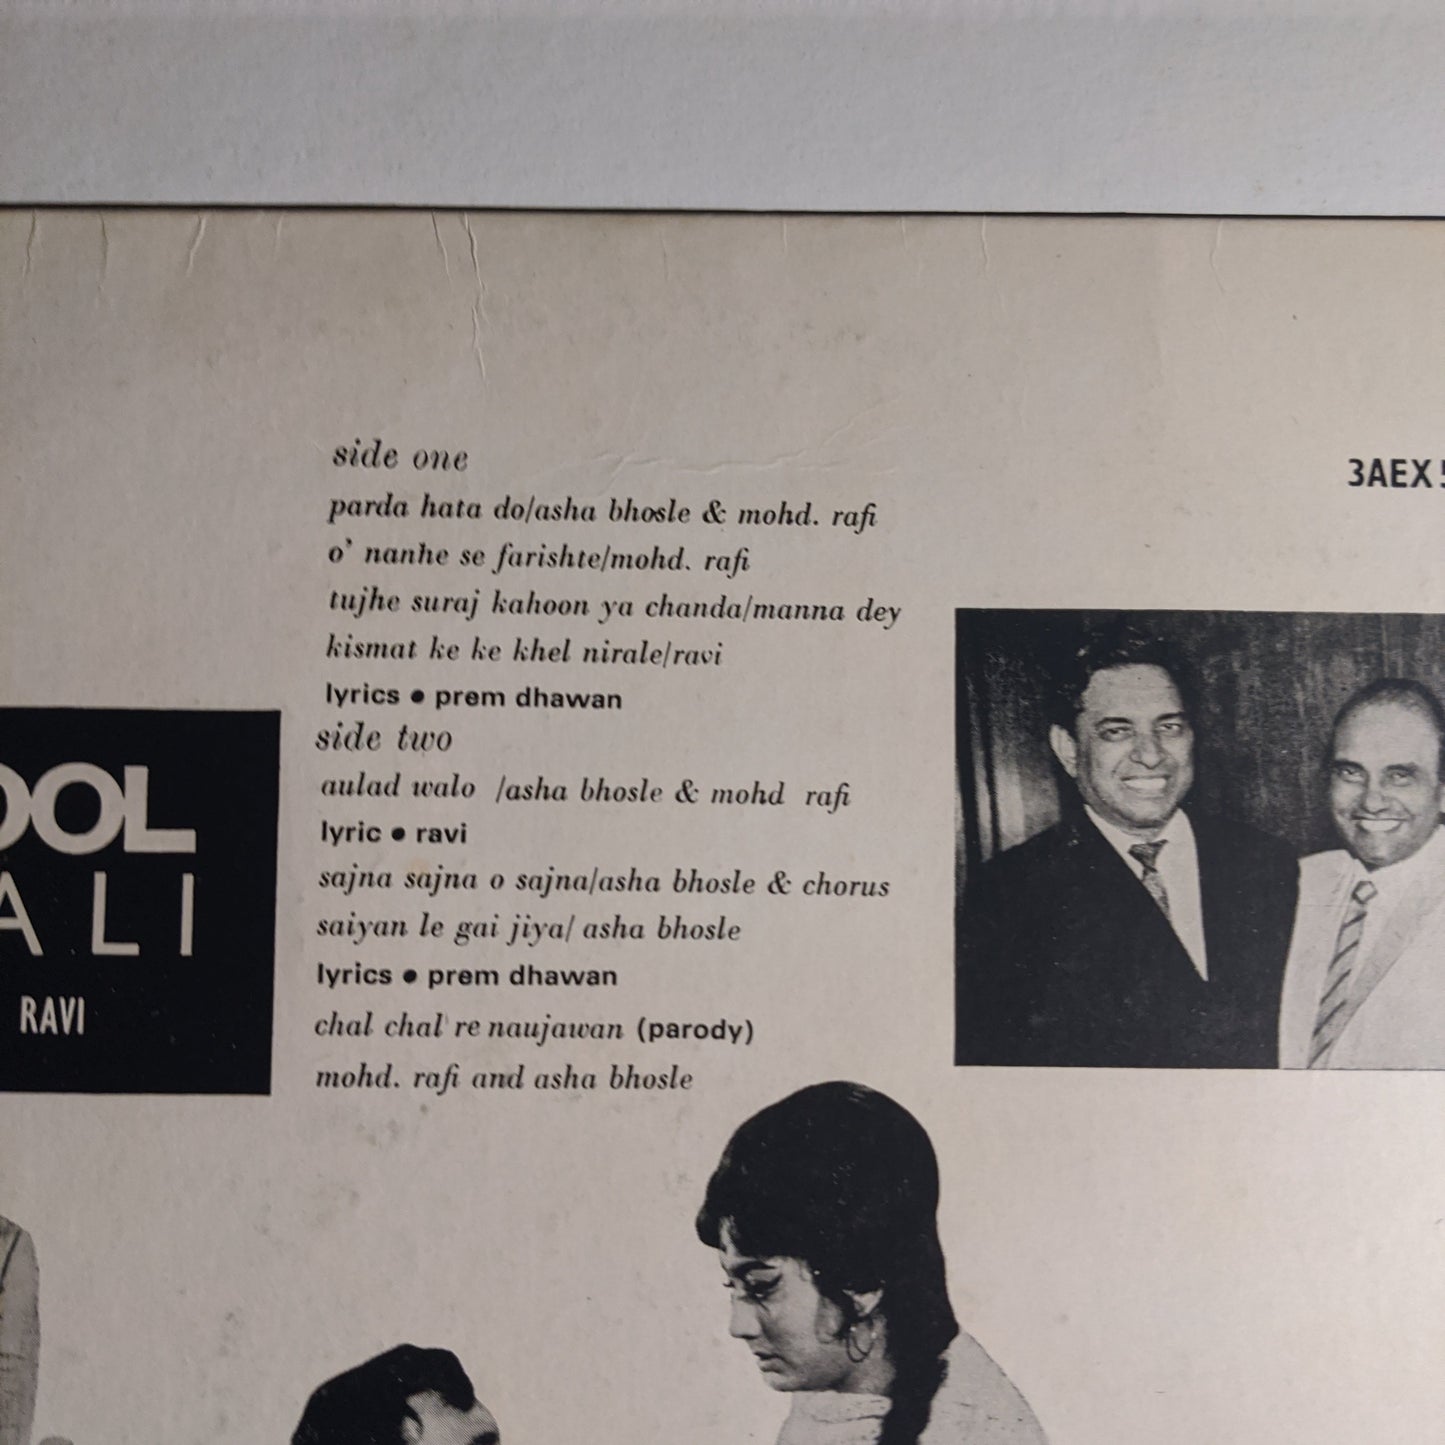 side one
parda hata do/asha bhosle & mohd. rafi
o' nanhe se farishte/mohd. rafi
tujhe suraj kahoon ya chanda/manna dey
kismat ke ke khel nirale/ravi
lyrics • prem dhawan
side two
aulad walo /asha bhosle & mohd rafi
lyric • ravi
sajna sajna o sajna/asha bhosle & chorus
saiyan le gai jiya/ asha bhosle
lyrics • prem dhawan
chal chal re naujawan (parody)
mohd. rafi and asha bhosle
3AEX
OOL
ALI
RAVI